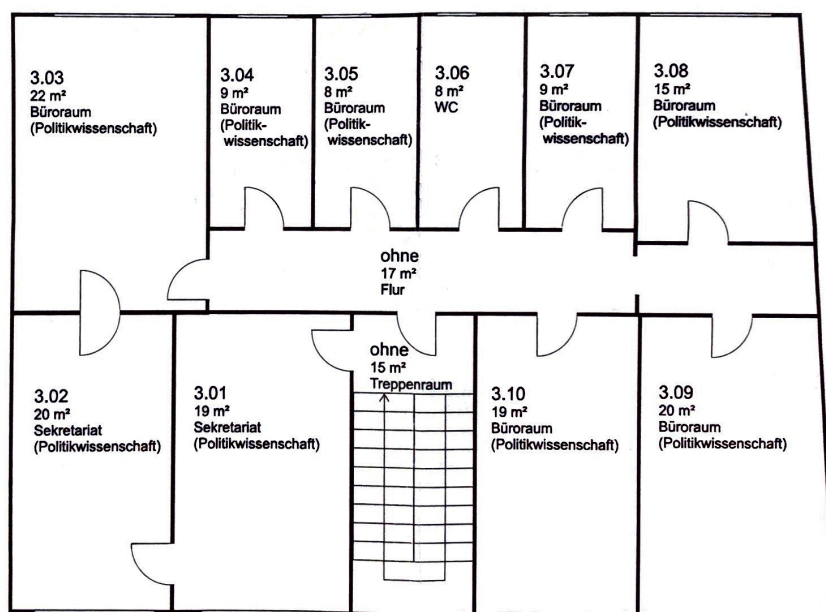 3.03
22 m²
Büroraum
(Politikwissenschaft)
3.04
9 m²
Büroraum
(Politik-
wissenschaft)
3.05
8 m²
Büroraum
(Politik-
wissenschaft)
3.06
8 m²
WC
3.07
9 m²
Büroraum
(Politik-
wissenschaft)
3.08
15 m²
Büroraum
(Politikwissenschaft)
ohne
17 m²
Flur
3.02
20 m²
Sekretariat
(Politikwissenschaft)
3.01
19 m²
Sekretariat
(Politikwissenschaft)
ohne
15 m²
Treppenraum
3.10
19 m²
Büroraum
(Politikwissenschaft)
3.09
20 m²
Büroraum
(Politikwissenschaft)